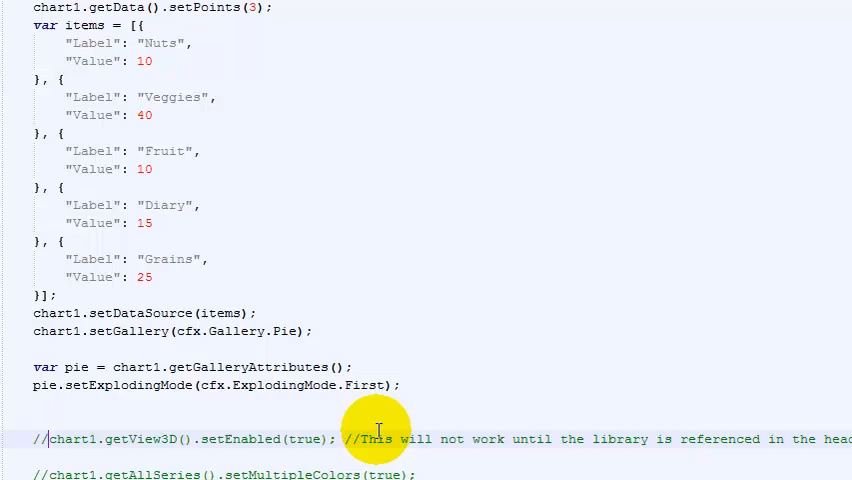 chart1.getData().setPoints(3);
var items = [{
"Label": "Nuts",
"Value": 10
}, {
"Label": "Veggies",
"Value": 40
}, {
"Label": "Fruit",
"Value": 10
}, {
"Label": "Diary",
"Value": 15
}, {
"Label": "Grains",
"Value": 25
}];
chart1.setDataSource(items);
chart1.setGallery(cfx.Gallery.Pie);
var pie = chart1.getGalleryAttributes();
pie.setExplodingMode(cfx.ExplodingMode.First);
//chart1.getView3D().setEnabled(true); //This will not work until the library is referenced in the head
//chart1.getAllSeries().setMultipleColors(true);